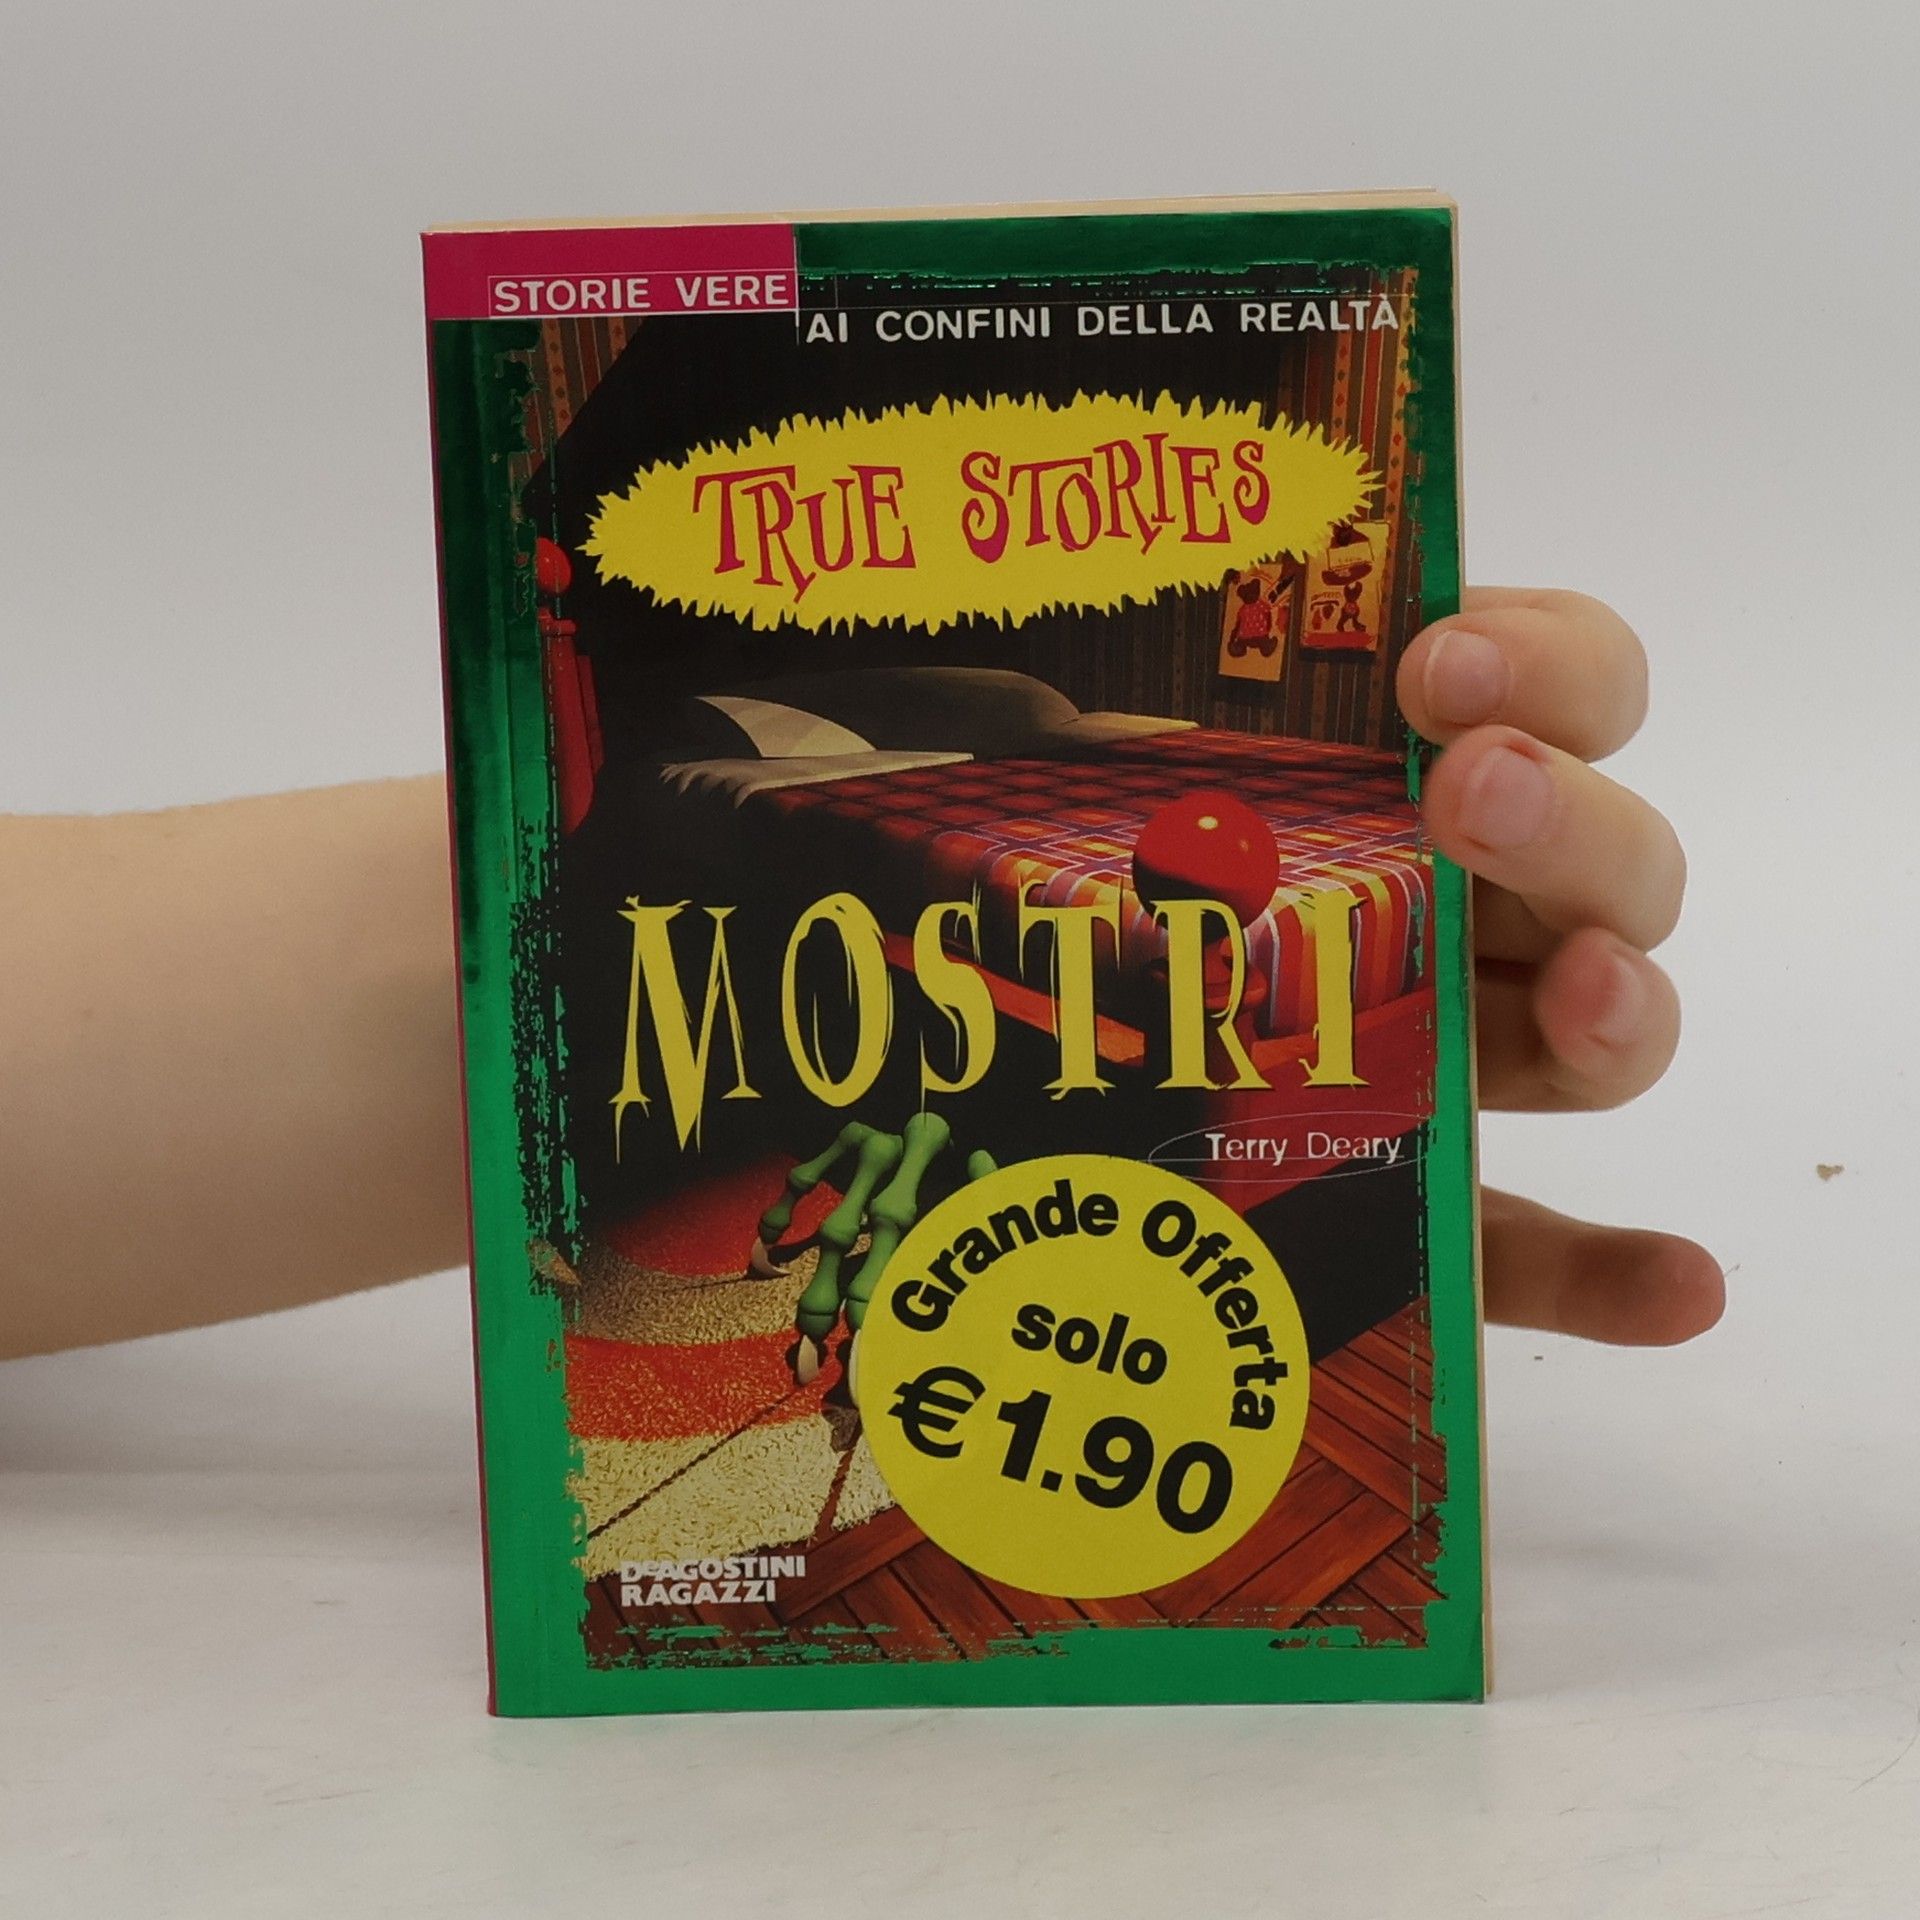 STORIE VERE
AI CONFINI DELLA REALTÀ
TRUE STORIES
MOSTRI
Terry Deary
Grande Offerta
solo
€1.90
DeAGOSTINI
RAGAZZI